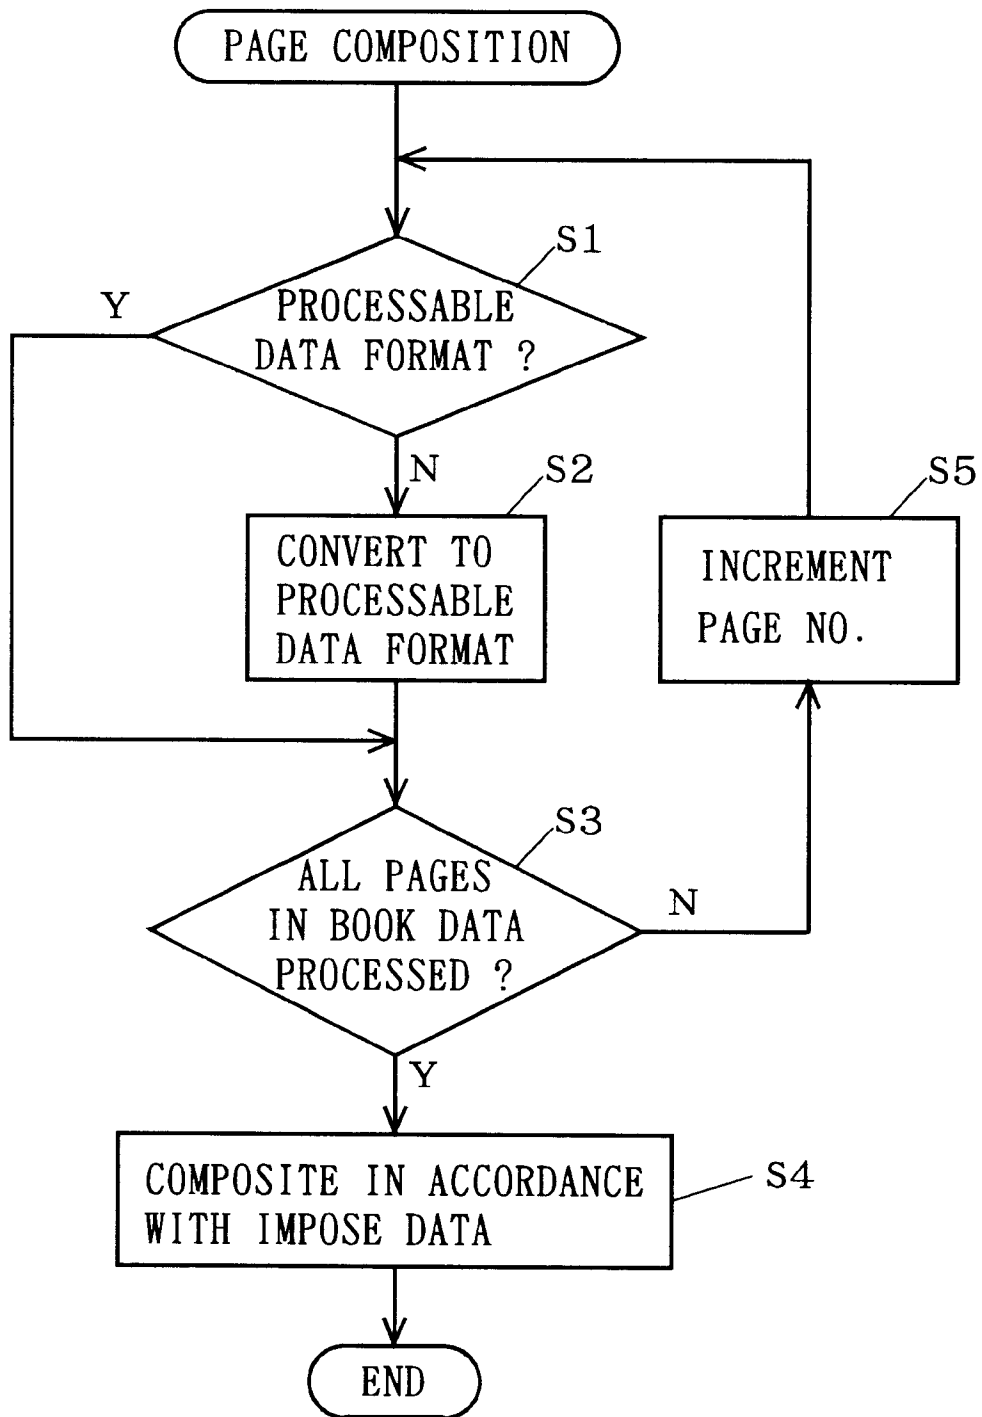 PAGE COMPOSITION
S1
Y
PROCESSABLE
DATA FORMAT ?
N
S2
S5
CONVERT TO
PROCESSABLE
DATA FORMAT
INCREMENT
PAGE NO.
S3
ALL PAGES
IN BOOK DATA
PROCESSED ?
N
Y
COMPOSITE IN ACCORDANCE
WITH IMPOSE DATA
S4
END